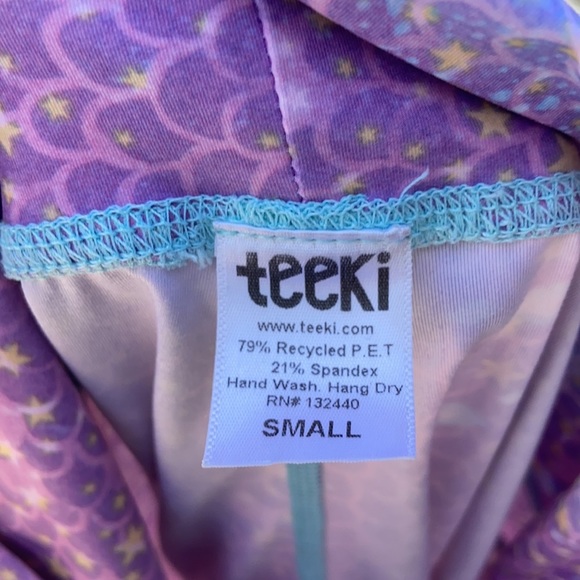 teeki
www.teeki.com
79% Recycled P.E.T
21% Spandex
Hand Wash. Hang Dry
RN# 132440
SMALL